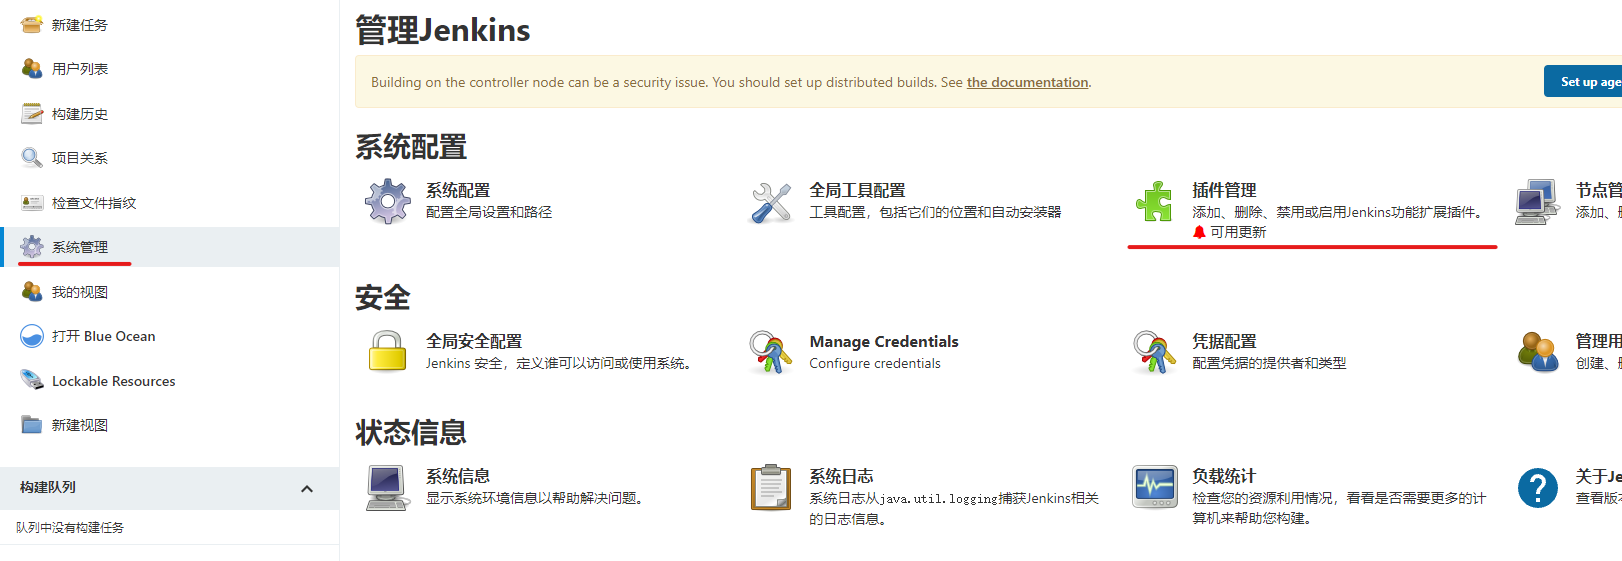 新建任务
用户列表
构建历史
项目关系
检查文件指纹
系统管理
我的视图
打开 Blue Ocean
Lockable Resources
新建视图
构建队列
队列中没有构建任务
管理Jenkins
Building on the controller node can be a security issue. You should set up distributed builds. See the documentation.
Set up age
系统配置
系统配置
配置全局设置和路径
全局工具配置
工具配置，包括它们的位置和自动安装器
插件管理
添加、删除、禁用或启用Jenkins功能扩展插件。
可用更新
节点管
添加、
安全
全局安全配置
Jenkins 安全，定义谁可以访问或使用系统。
Manage Credentials
Configure credentials
凭据配置
配置凭据的提供者和类型
管理用
创建、
状态信息
系统信息
显示系统环境信息以帮助解决问题。
系统日志
系统日志从java.util.logging捕获Jenkins相关
的日志信息。
负载统计
检查您的资源利用情况，看看是否需要更多的计
算机来帮助您构建。
关于Je
查看版本